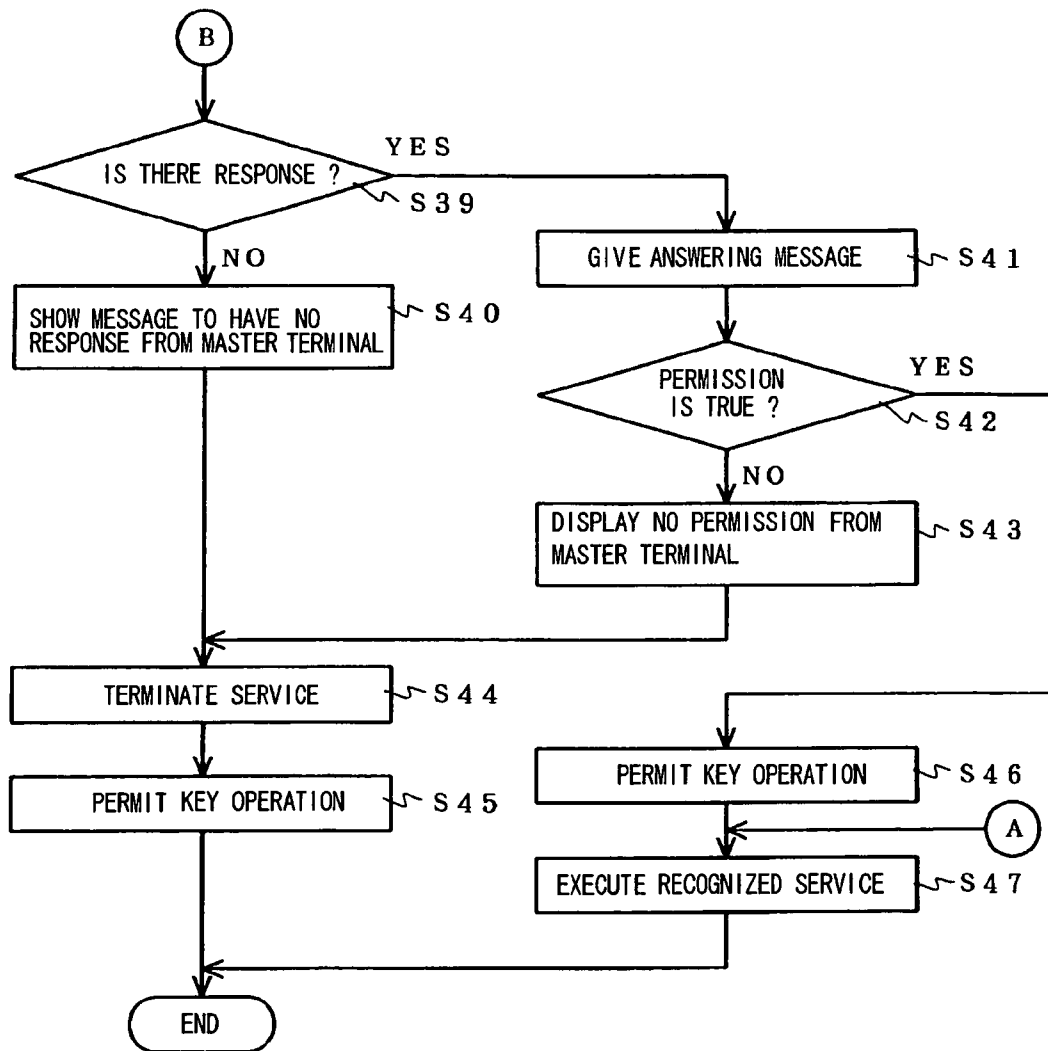 B
IS THERE RESPONSE ?
YES
S39
NO
GIVE ANSWERING MESSAGE
S41
SHOW MESSAGE TO HAVE NO
RESPONSE FROM MASTER TERMINAL
S40
PERMISSION
IS TRUE ?
YES
S42
NO
DISPLAY NO PERMISSION FROM
MASTER TERMINAL
S43
TERMINATE SERVICE
S44
PERMIT KEY OPERATION
S45
PERMIT KEY OPERATION
S46
A
EXECUTE RECOGNIZED SERVICE
S47
END